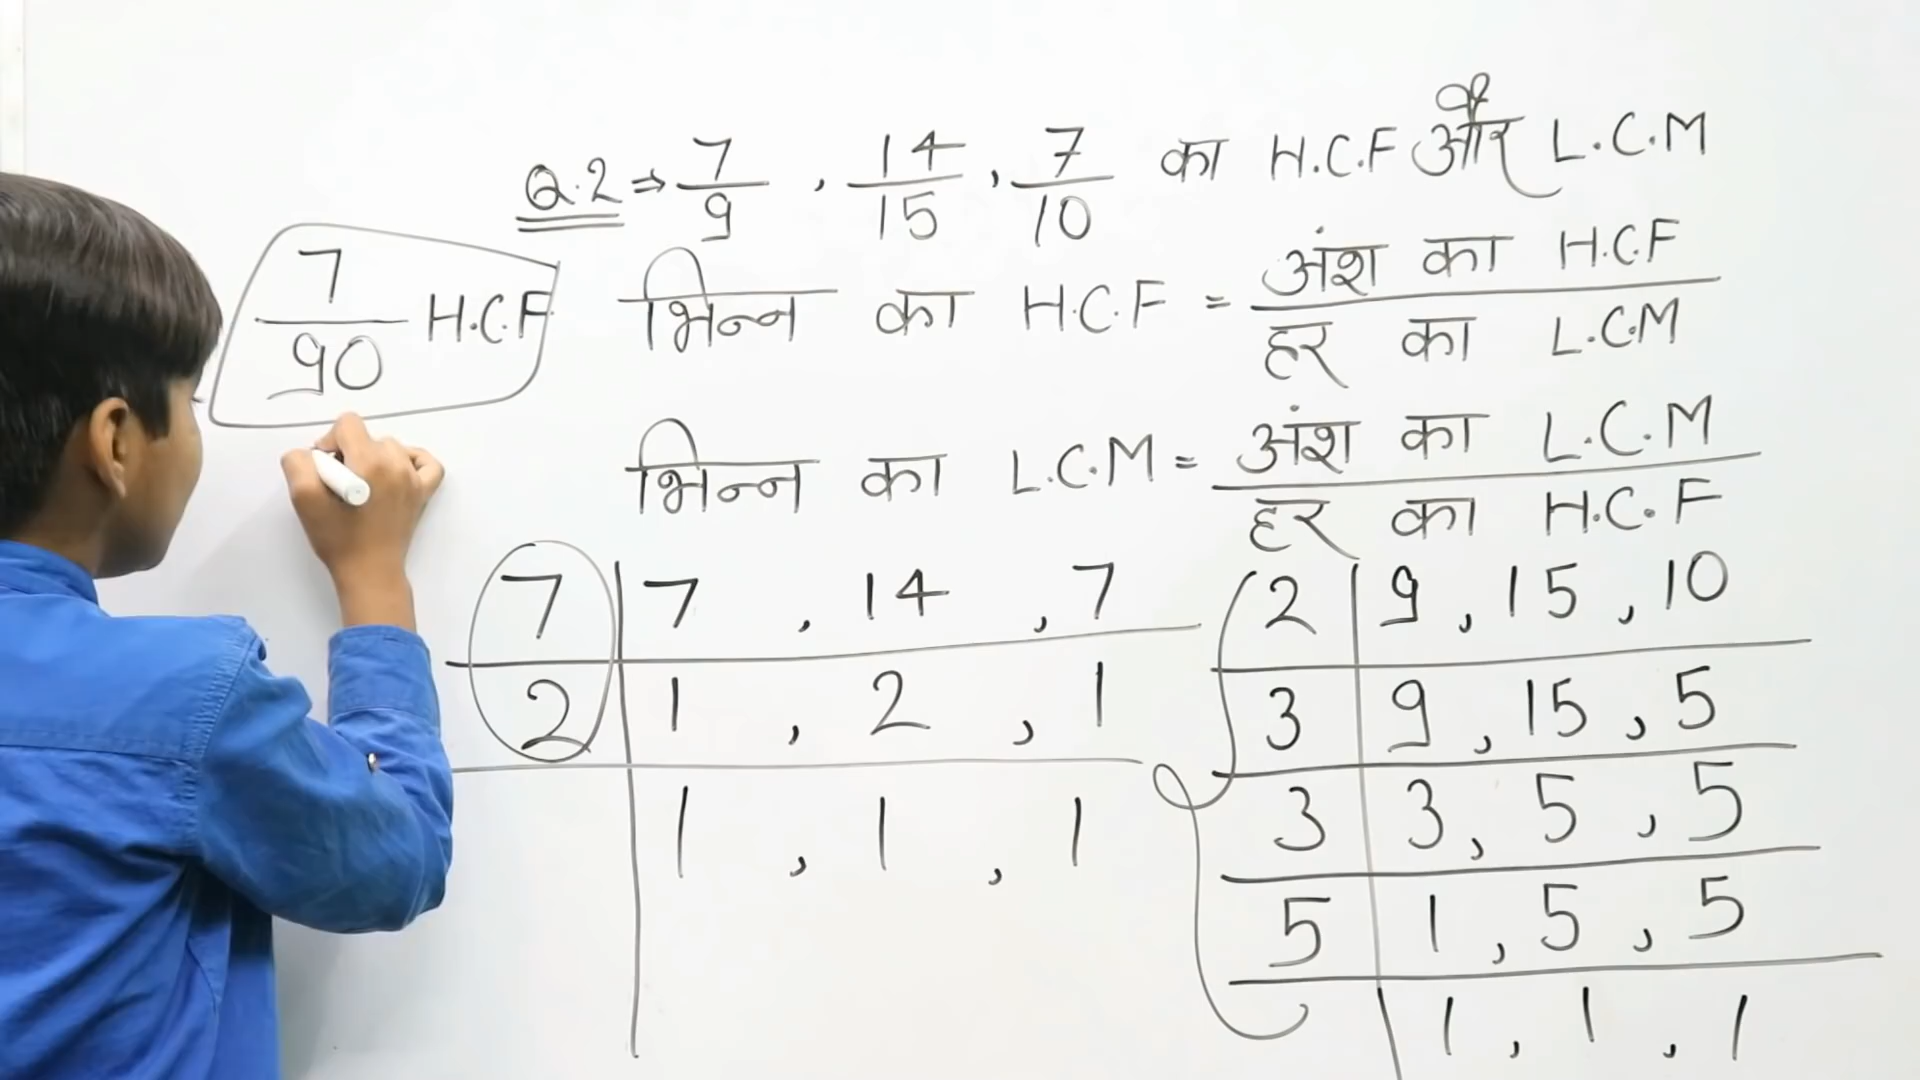 Q.2 ⇒ 7/9 , 14/15 , 7/10 का H.C.F और L.C.M
भिन्न का H.C.F = अंश का H.C.F / हर का L.C.M
7/90 H.C.F
भिन्न का L.C.M = अंश का L.C.M / हर का H.C.F
7 | 7 , 14 , 7
2 | 1 , 2 , 1
1 , 1 , 1
2 | 9 , 15 , 10
3 | 9 , 15 , 5
3 | 3 , 5 , 5
5 | 1 , 5 , 5
1 , 1 , 1